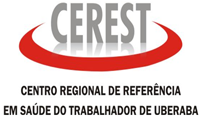 CEREST
CENTRO REGIONAL DE REFERÊNCIA
EM SAÚDE DO TRABALHADOR DE UBERABA